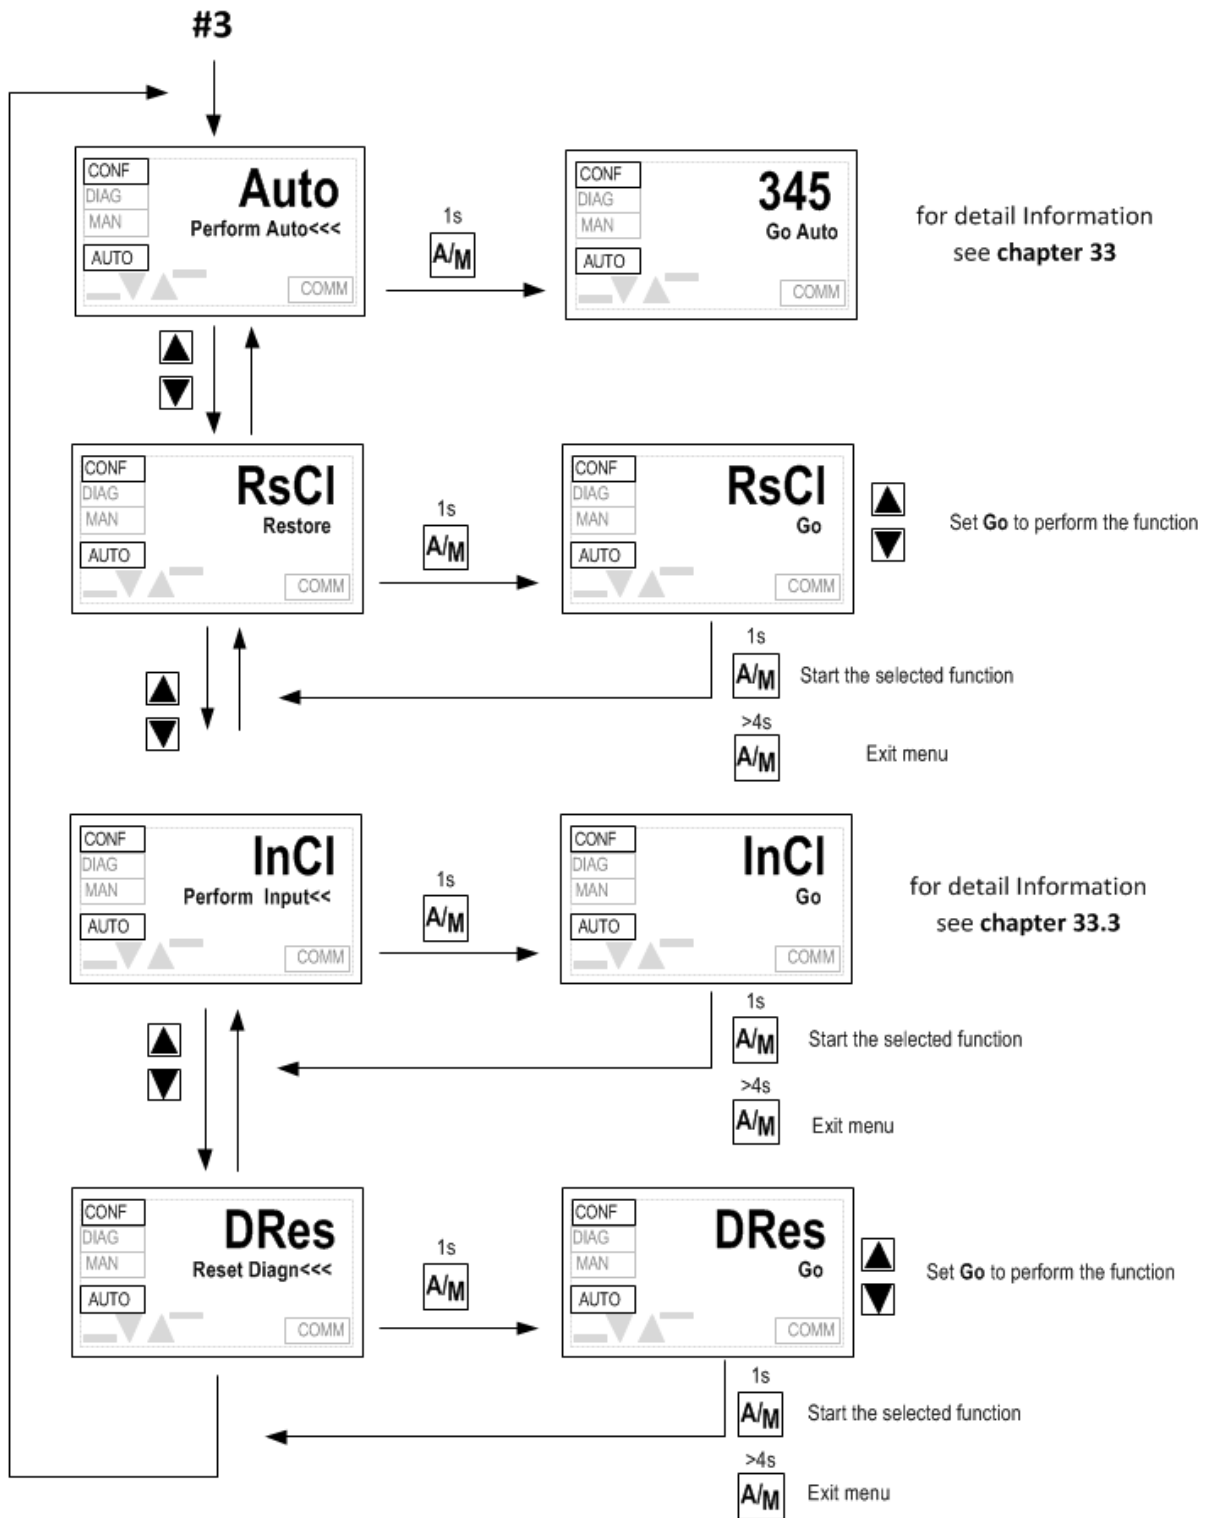 #3
CONF
DIAG
MAN
AUTO
Auto
Perform Auto<<<
COMM
1s
A/M
CONF
DIAG
MAN
AUTO
345
Go Auto
COMM
for detail Information
see chapter 33
CONF
DIAG
MAN
AUTO
RsCl
Restore
COMM
1s
A/M
CONF
DIAG
MAN
AUTO
RsCl
Go
COMM
Set Go to perform the function
1s
A/M Start the selected function
>4s
A/M Exit menu
CONF
DIAG
MAN
AUTO
InCl
Perform Input<<
COMM
1s
A/M
CONF
DIAG
MAN
AUTO
InCl
Go
COMM
for detail Information
see chapter 33.3
1s
A/M Start the selected function
>4s
A/M Exit menu
CONF
DIAG
MAN
AUTO
DRes
Reset Diagn<<<
COMM
1s
A/M
CONF
DIAG
MAN
AUTO
DRes
Go
COMM
Set Go to perform the function
1s
A/M Start the selected function
>4s
A/M Exit menu